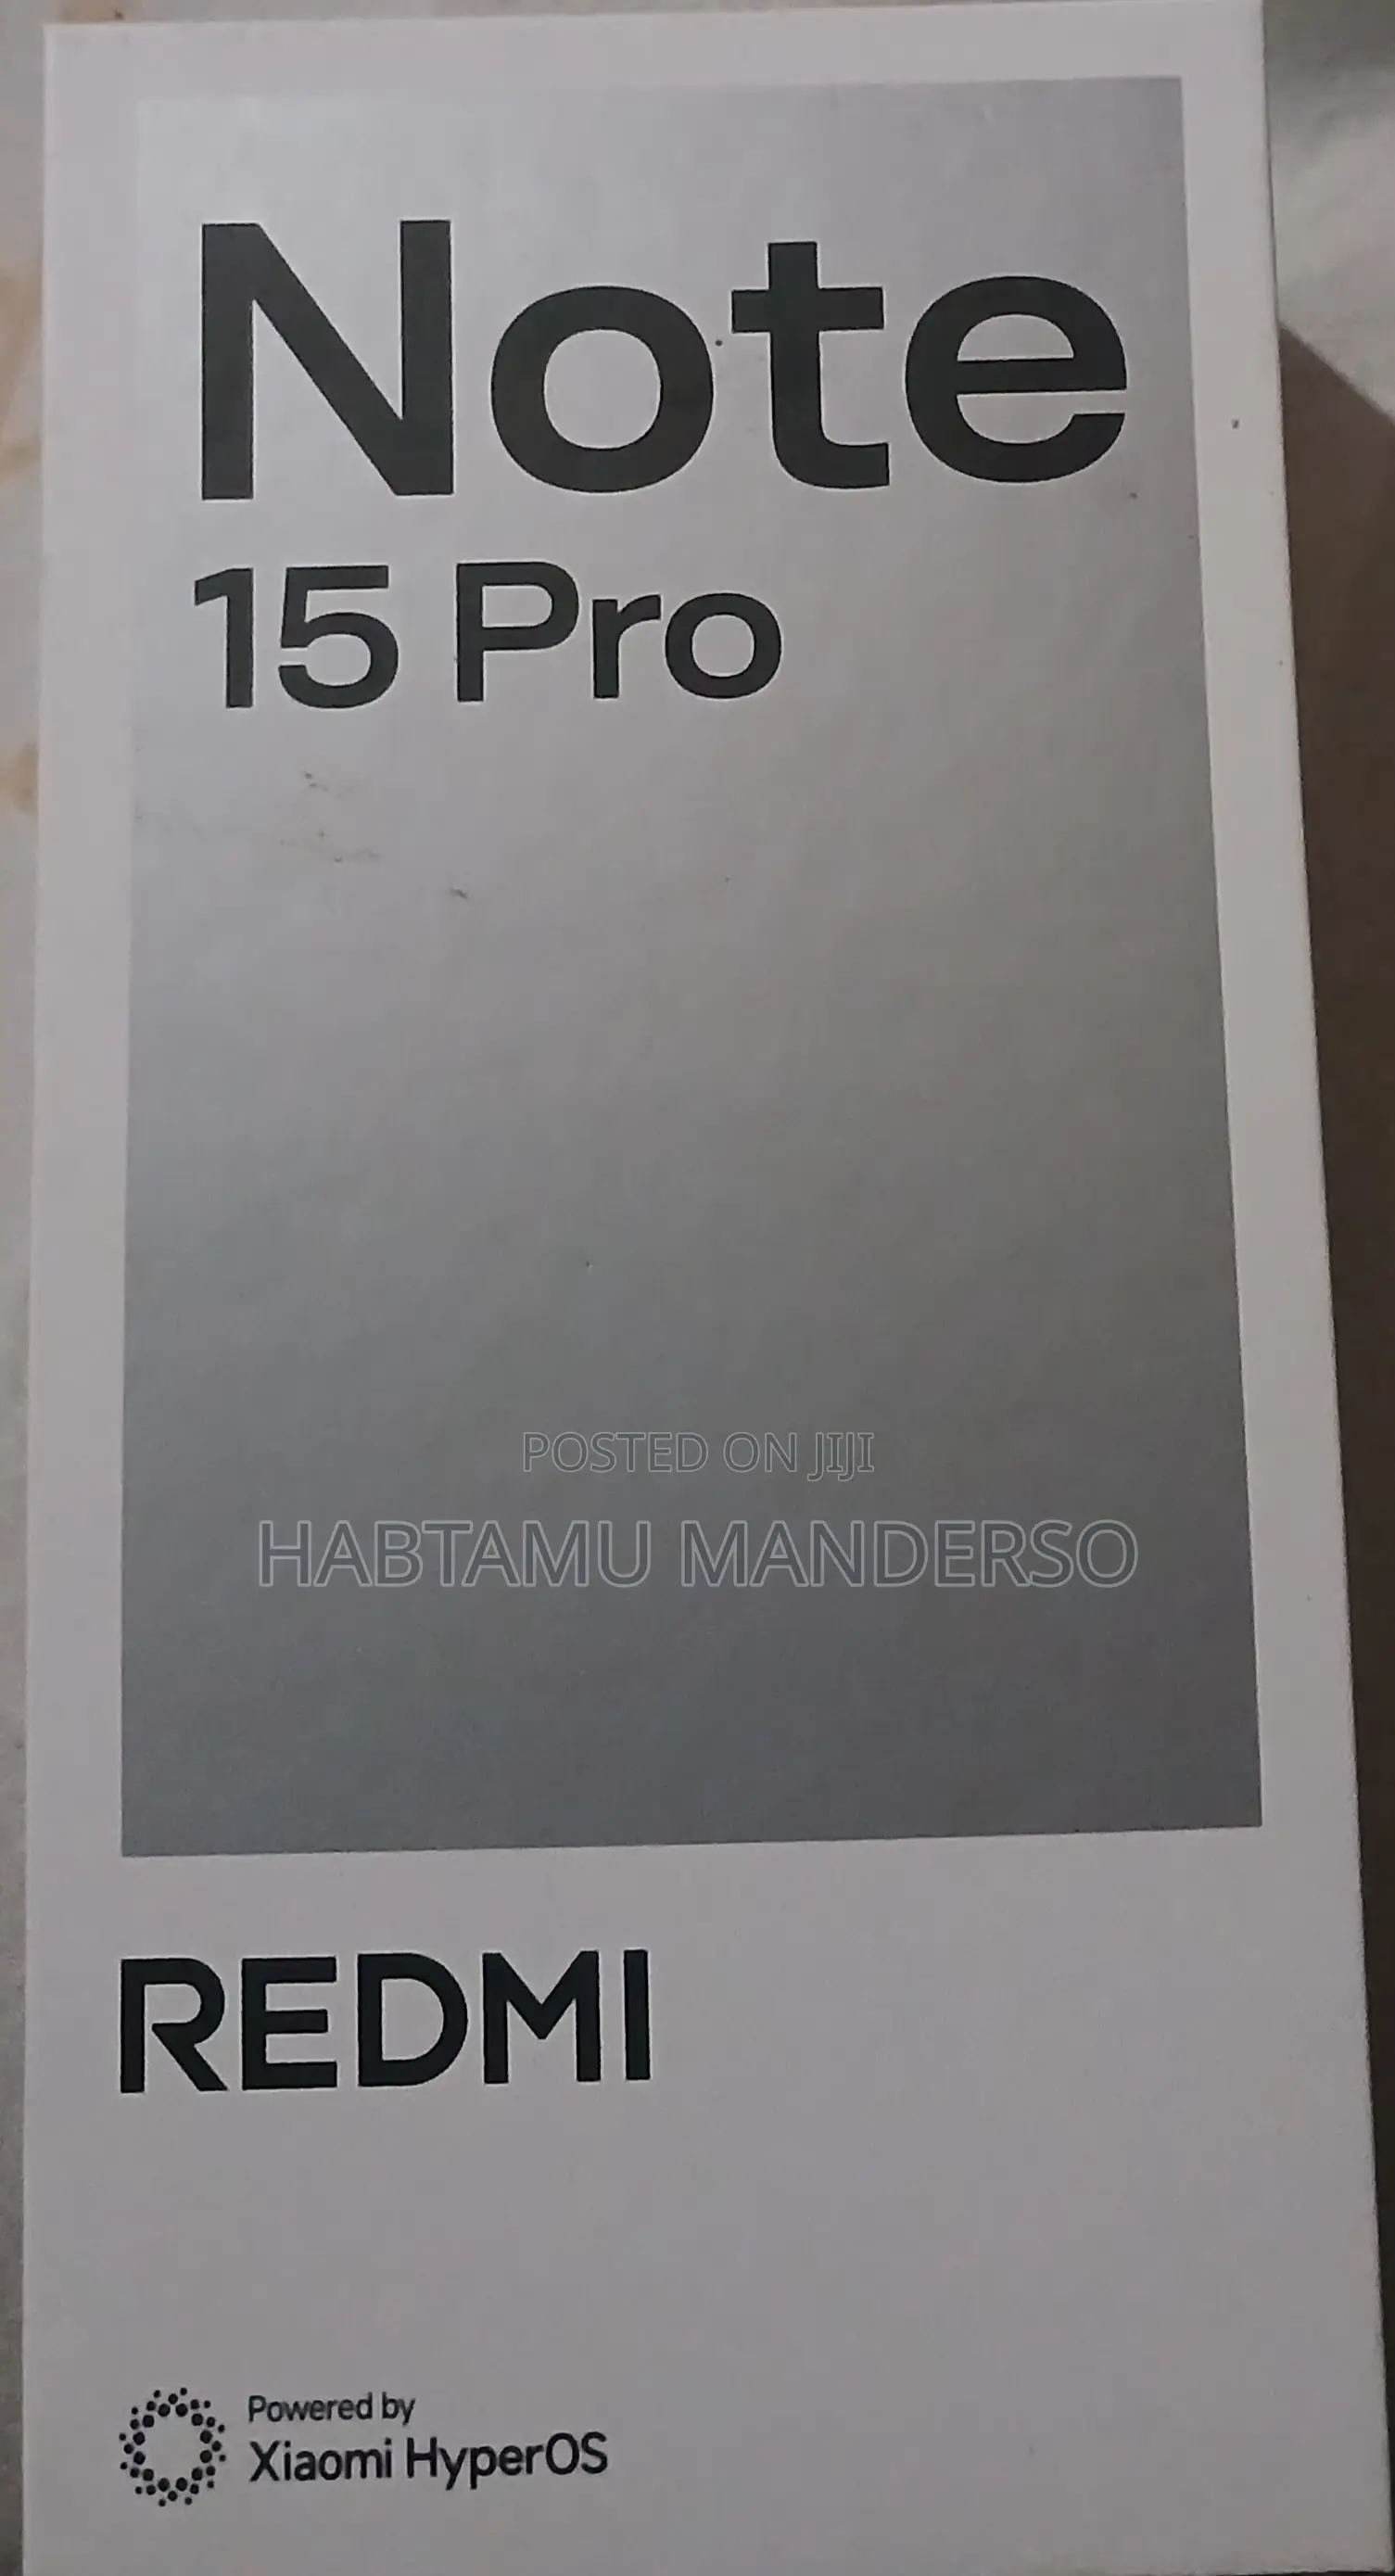 Note
15 Pro
POSTED ON JIJI
HABTAMU MANDERSO
REDMI
Powered by
Xiaomi HyperOS